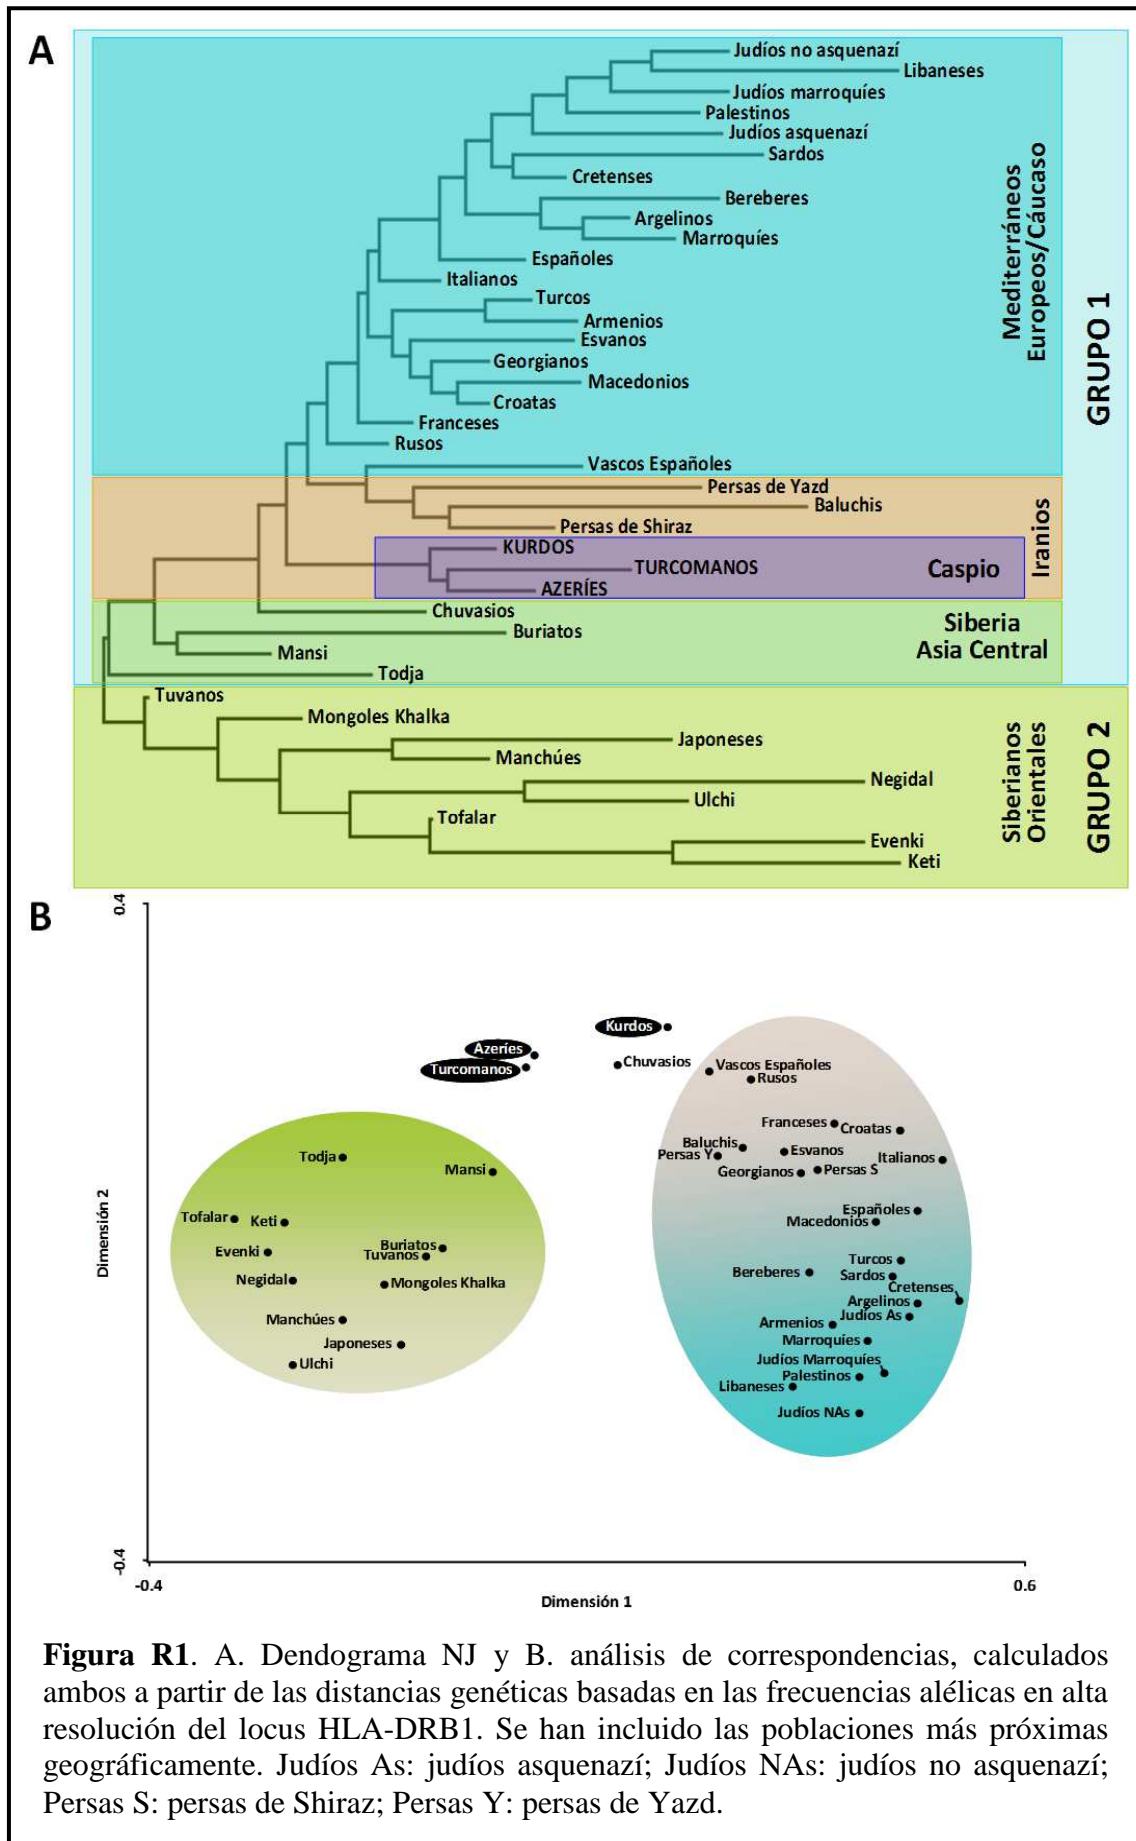 A
Judíos no asquenazí
Libaneses
Judíos marroquíes
Palestinos
Judíos asquenazí
Sardos
Cretenses
Bereberes
Argelinos
Marroquíes
Españoles
Italianos
Turcos
Armenios
Esvanos
Georgianos
Macedonios
Croatas
Franceses
Rusos
Vascos Españoles
Persas de Yazd
Baluchis
Persas de Shiraz
KURDOS
TURCOMANOS
AZERÍES
Chuvasios
Buriatos
Mansi
Todja
Tuvanos
Mongoles Khalka
Japoneses
Manchúes
Negidal
Ulchi
Tofalar
Evenki
Keti
Mediterráneos
Europeos/Cáucaso
Iranios
Caspio
Siberia
Asia Central
Siberianos
Orientales
GRUPO 1
GRUPO 2
B
0.4
Kurdos
Azeríes
Turcomanos
Chuvasios
Vascos Españoles
Rusos
Franceses
Croatas
Baluchis
Persas Y
Esvanos
Italianos
Georgianos
Persas S
Españoles
Macedonios
Turcos
Bereberes
Sardos
Cretenses
Argelinos
Judíos As
Armenios
Marroquíes
Judíos Marroquíes
Palestinos
Libaneses
Judíos NAs
Todja
Mansi
Tofalar
Keti
Evenki
Buriatos
Tuvanos
Negidal
Mongoles Khalka
Manchúes
Japoneses
Ulchi
Dimensión 2
-0.4
-0.4
0.6
Dimensión 1
Figura R1. A. Dendograma NJ y B. análisis de correspondencias, calculados
ambos a partir de las distancias genéticas basadas en las frecuencias alélicas en alta
resolución del locus HLA-DRB1. Se han incluido las poblaciones más próximas
geográficamente. Judíos As: judíos asquenazí; Judíos NAs: judíos no asquenazí;
Persas S: persas de Shiraz; Persas Y: persas de Yazd.